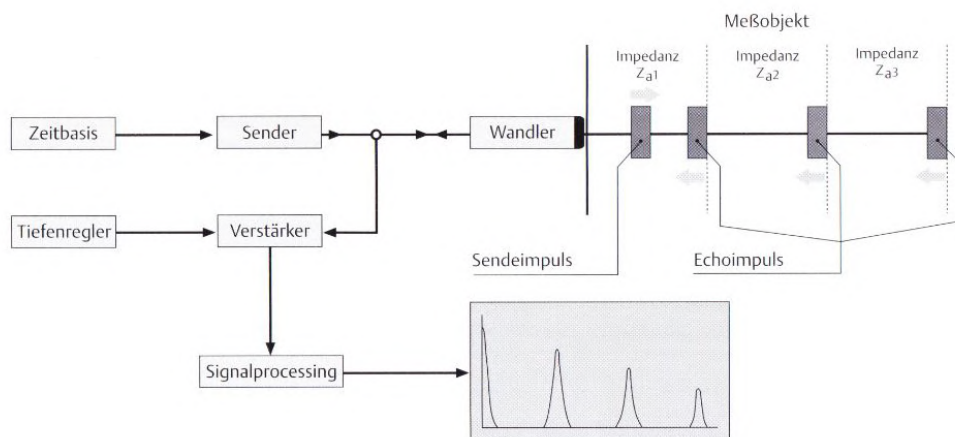 Meßobjekt
Impedanz
Za1
Impedanz
Za2
Impedanz
Za3
Zeitbasis
Sender
Wandler
Tiefenregler
Verstärker
Sendeimpuls
Echoimpuls
Signalprocessing